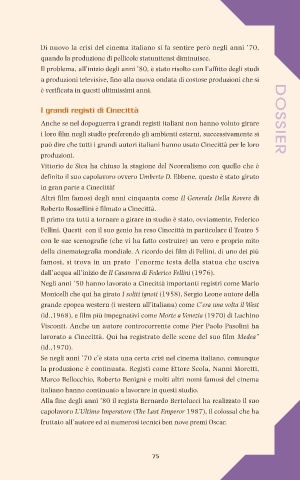 Di nuovo la crisi del cinema italiano si fa sentire però negli anni '70,
quando la produzione di pellicole statunitensi diminuisce.
Il problema, all'inizio degli anni '80, è stato risolto con l'affitto degli studi
a produzioni televisive, fino alla nuova ondata di costose produzioni che si
è verificata in questi ultimissimi anni.
I grandi registi di Cinecittà
Anche se nel dopoguerra i grandi registi italiani non hanno voluto girare
i loro film negli studio preferendo gli ambienti esterni, successivamente si
può dire che tutti i grandi autori italiani hanno usato Cinecittà per le loro
produzioni.
Vittorio de Sica ha chiuso la stagione del Neorealismo con quello che è
definito il suo capolavoro ovvero Umberto D. Ebbene, questo è stato girato
in gran parte a Cinecittà!
Altri film famosi degli anni cinquanta come Il Generale Della Rovere di
Roberto Rossellini è filmato a Cinecittà.
Il primo tra tutti a tornare a girare in studio è stato, ovviamente, Federico
Fellini. Questi con il suo genio ha reso Cinecittà in particolare il Teatro 5
con le sue scenografie (che vi ha fatto costruire) un vero e proprio mito
della cinematografia mondiale. A ricordo dei film di Fellini, di uno dei più
famosi, si trova in un prato l'enorme testa della statua che usciva
dall'acqua all'inizio de Il Casanova di Federico Fellini (1976).
Negli anni '50 hanno lavorato a Cinecittà importanti registri come Mario
Monicelli che qui ha girato I soliti ignoti (1958), Sergio Leone autore della
grande epopea western (i western all'italiana) come C'era una volta il West
(id.,1968), e film più impegnativi come Morte a Venezia (1970) di Luchino
Visconti. Anche un autore controcorrente come Pier Paolo Pasolini ha
lavorato a Cinecittà. Qui ha registrato delle scene del suo film Medea"
(id.,1970).
Se negli anni '70 c'è stata una certa crisi nel cinema italiano, comunque
la produzione è continuata. Registi come Ettore Scola, Nanni Moretti,
Marco Bellocchio, Roberto Benigni e molti altri nomi famosi del cinema
italiano hanno continuato a lavorare in questi studio.
Alla fine degli anni '80 il regista Bernardo Bertolucci ha realizzato il suo
capolavoro L'Ultimo Imperatore (The Last Emperor 1987), il colossal che ha
fruttato all'autore ed ai numerosi tecnici ben nove premi Oscar.
75
DOSSIER